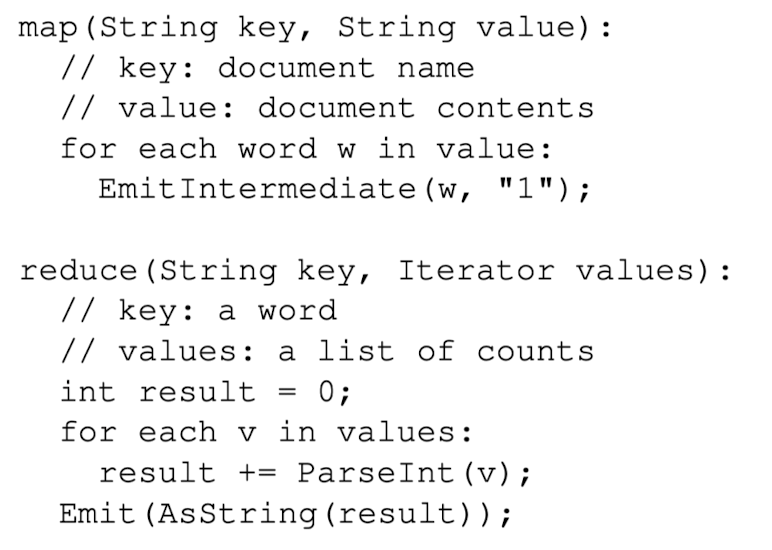 map(String key, String value):
// key: document name
// value: document contents
for each word w in value:
EmitIntermediate(w, "1");
reduce(String key, Iterator values):
// key: a word
// values: a list of counts
int result = 0;
for each v in values:
result += ParseInt(v);
Emit(AsString(result));